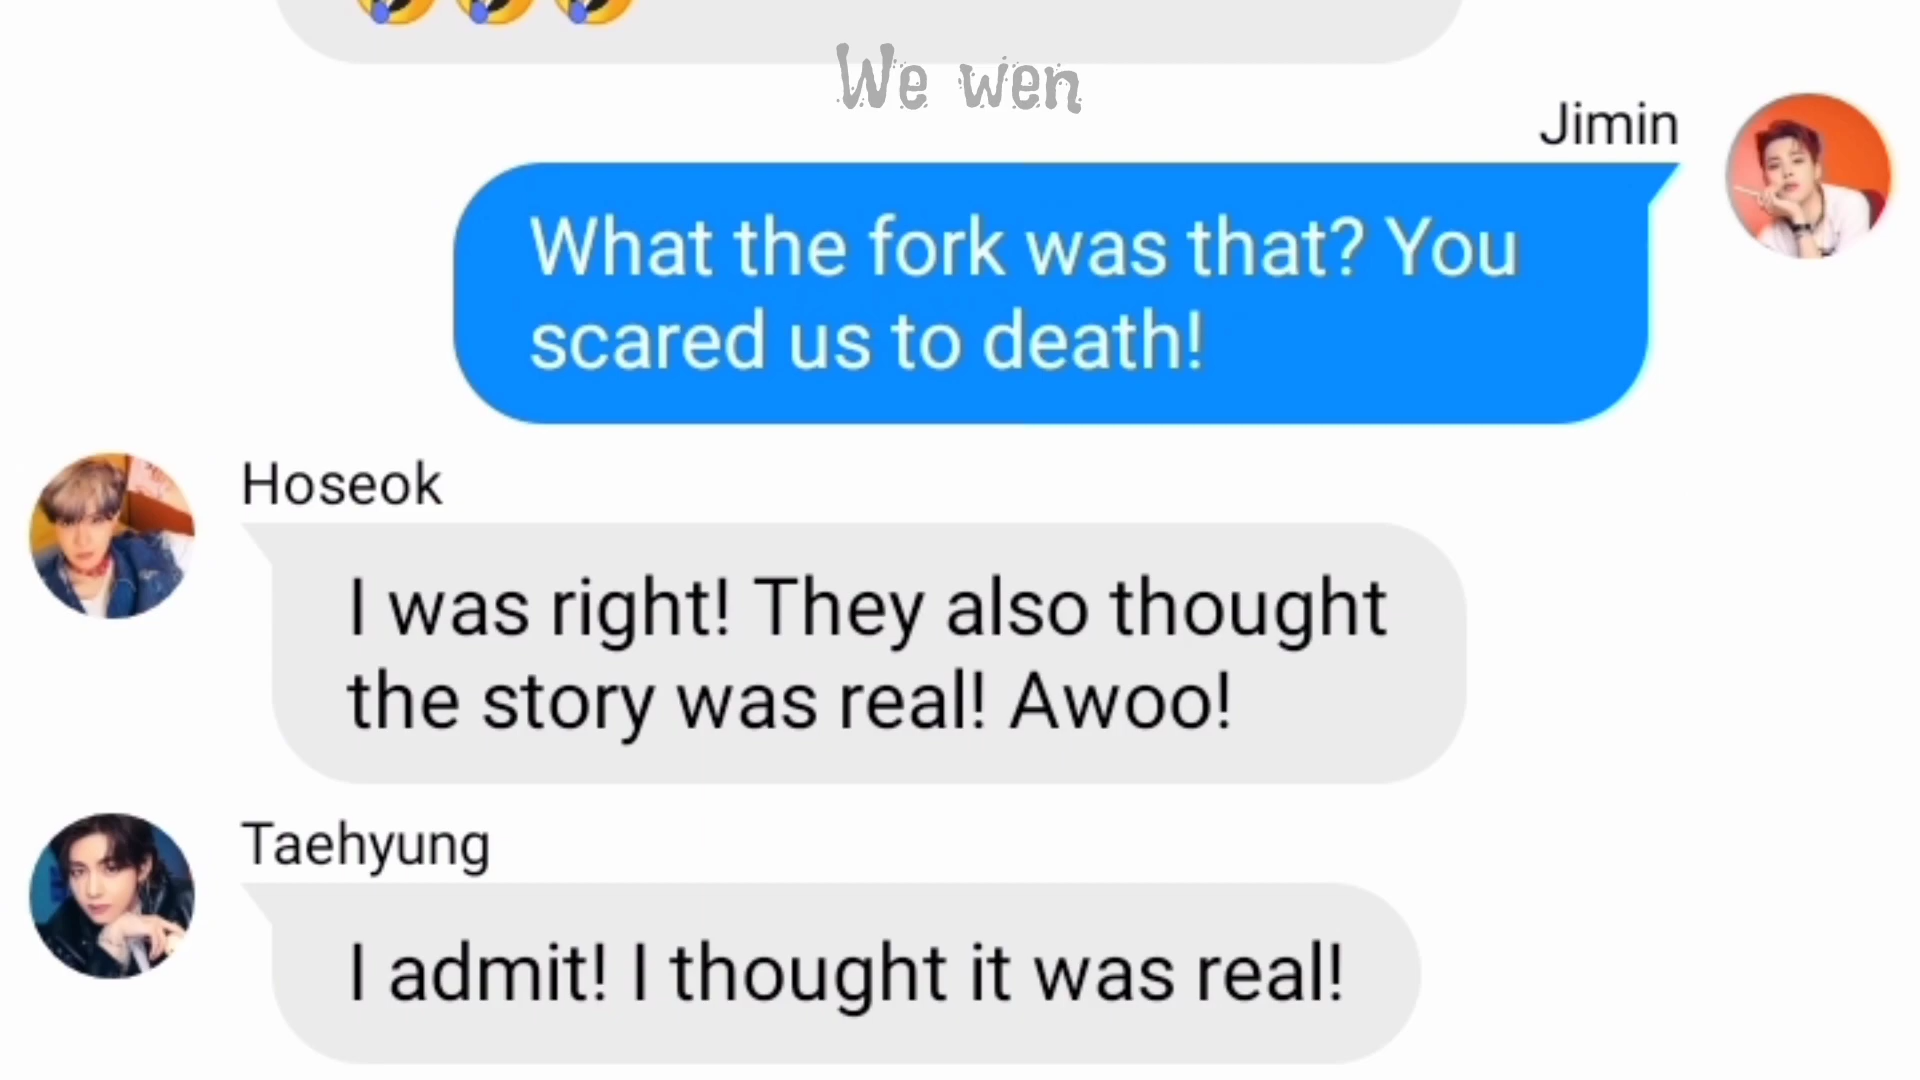 We wen
Jimin
What the fork was that? You
scared us to death!
Hoseok
I was right! They also thought
the story was real! Awoo!
Taehyung
I admit! I thought it was real!